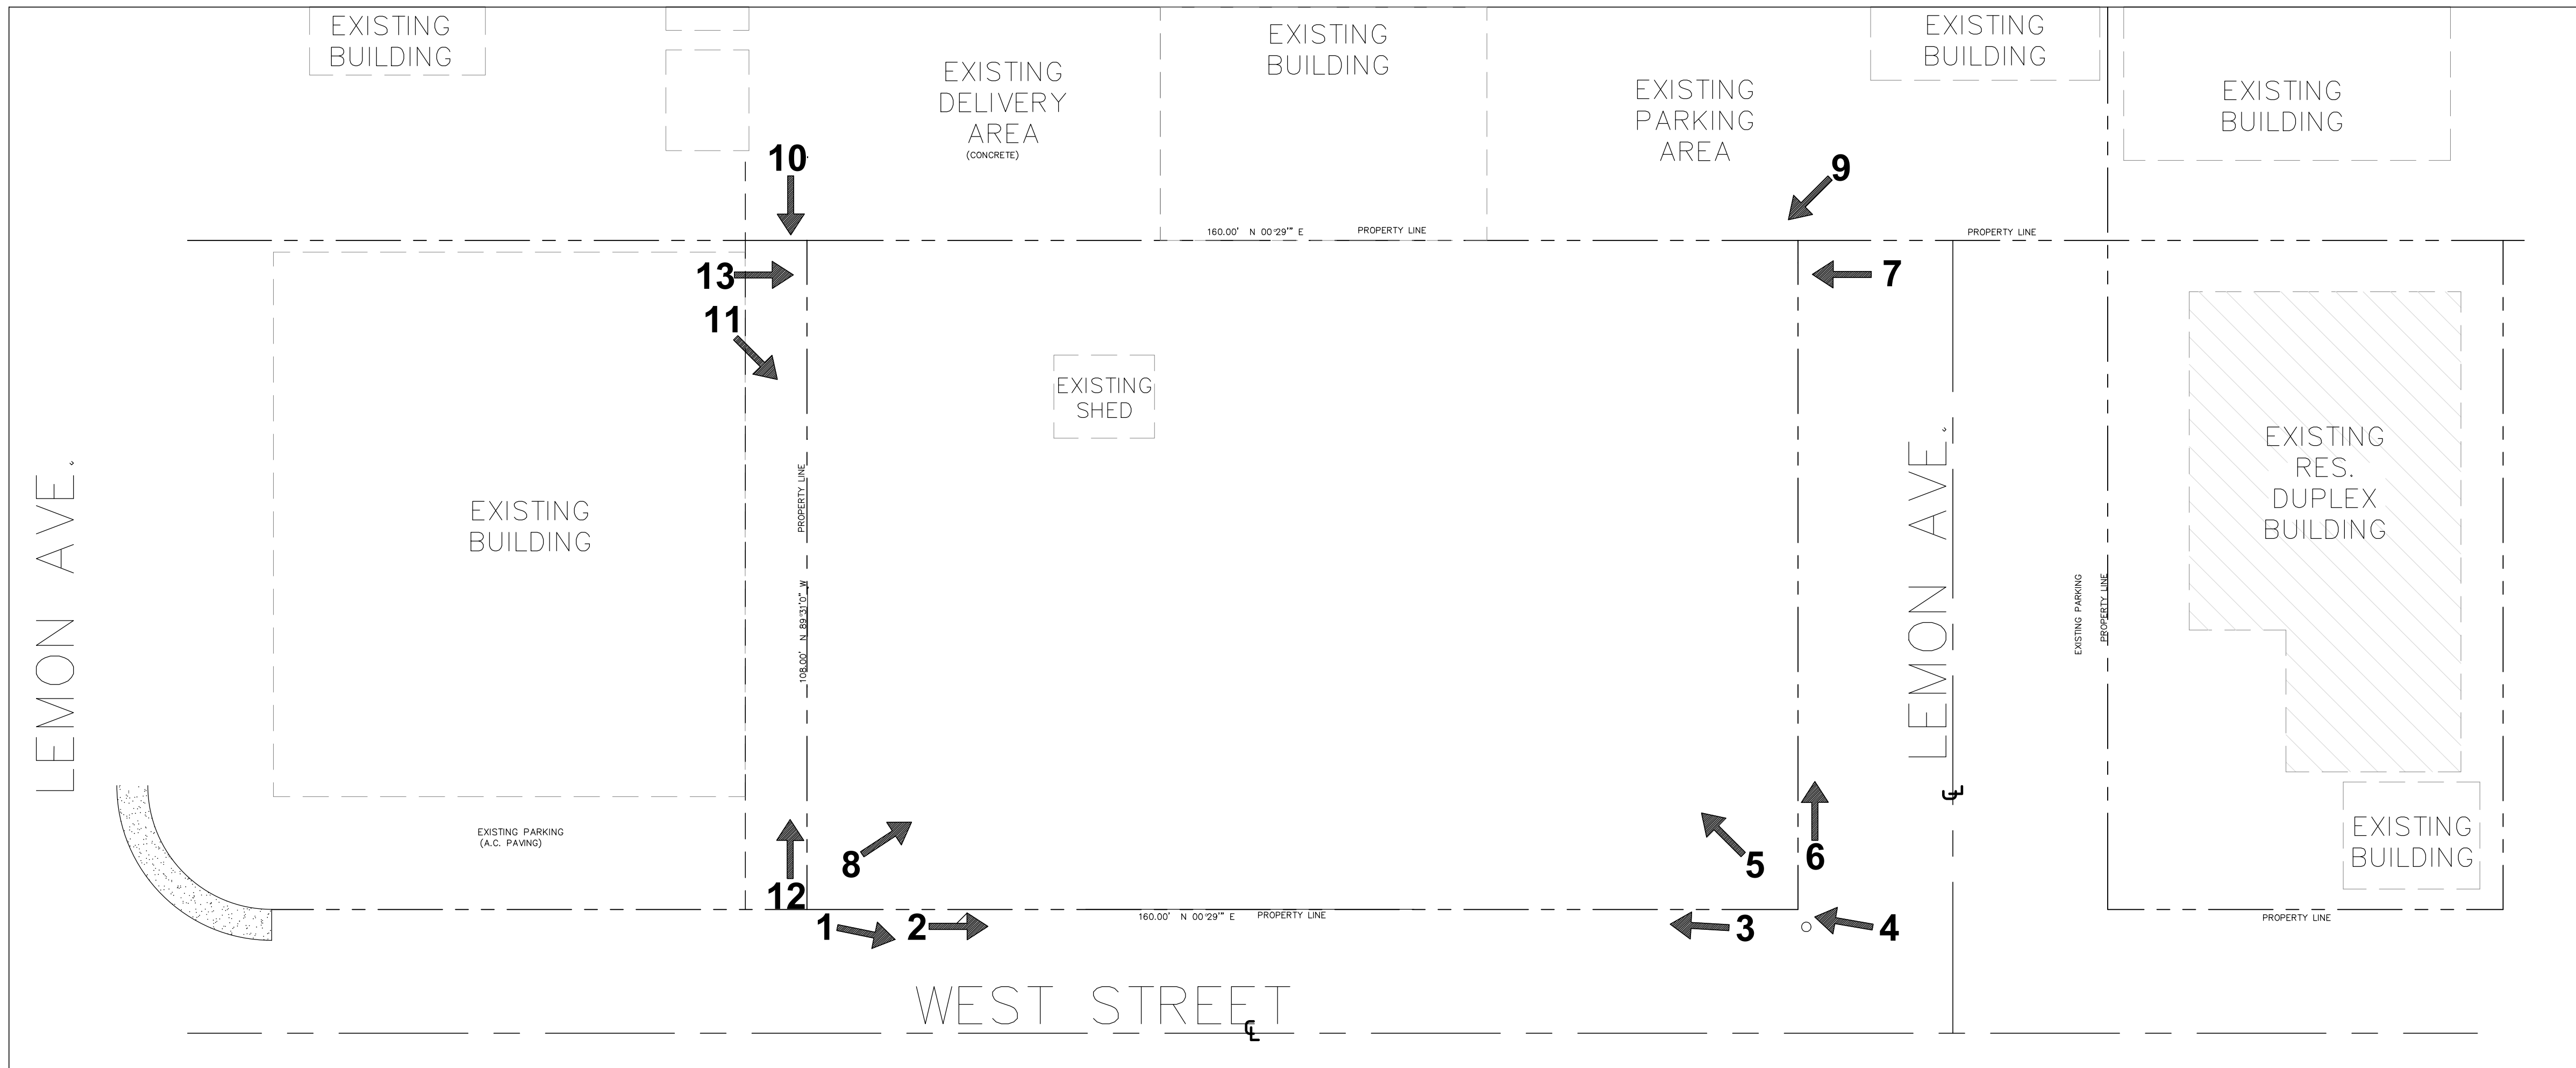 EXISTING
BUILDING
EXISTING
DELIVERY
AREA
(CONCRETE)
EXISTING
BUILDING
EXISTING
PARKING
AREA
EXISTING
BUILDING
EXISTING
BUILDING
10
9
160.00' N 00°29'" E
PROPERTY LINE
PROPERTY LINE
13
7
11
EXISTING
SHED
LEMON AVE.
EXISTING
BUILDING
PROPERTY LINE
108.00' N 89°31'0" W
LEMON AVE.
EXISTING PARKING
PROPERTY LINE
EXISTING
RES.
DUPLEX
BUILDING
EXISTING PARKING
(A.C. PAVING)
8
5
6
EXISTING
BUILDING
12
1
2
160.00' N 00°29'" E
PROPERTY LINE
3
4
PROPERTY LINE
WEST STREET